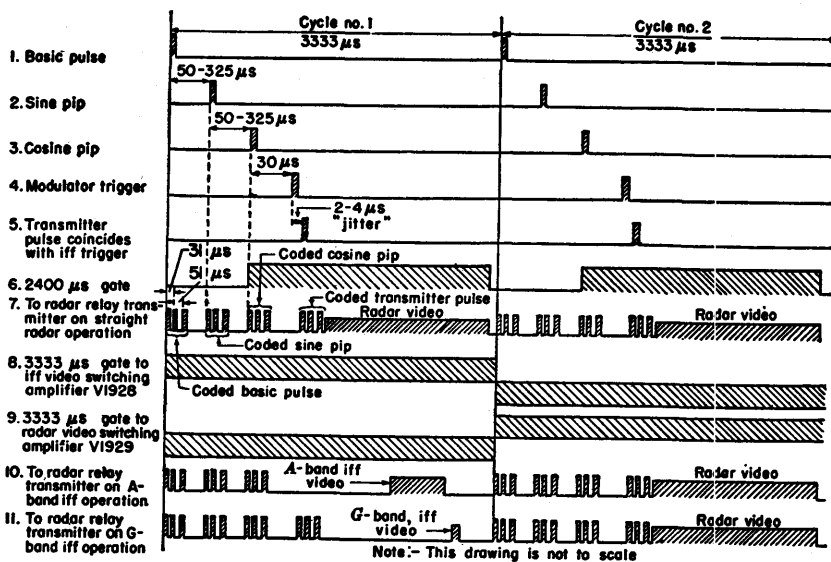 Cycle no. 1
3333 μs
Cycle no. 2
3333 μs
1. Basic pulse
50-325 μs
2. Sine pip
50-325 μs
3. Cosine pip
30 μs
4. Modulator trigger
2-4 μs
"jitter"
5. Transmitter
pulse coincides
with iff trigger
31 μs
Coded cosine pip
51 μs
6. 2400 μs gate
7. To radar relay trans-
mitter on straight
radar operation
Coded transmitter pulse
Radar video
Radar video
Coded sine pip
8. 3333 μs gate to
iff video switching
amplifier V1928
Coded basic pulse
9. 3333 μs gate to
radar video switching
amplifier V1929
10. To radar relay
transmitter on A-
band iff operation
A-band iff
video
Radar video
11. To radar relay
transmitter on G-
band iff operation
G-band, iff
video
Radar video
Note:- This drawing is not to scale